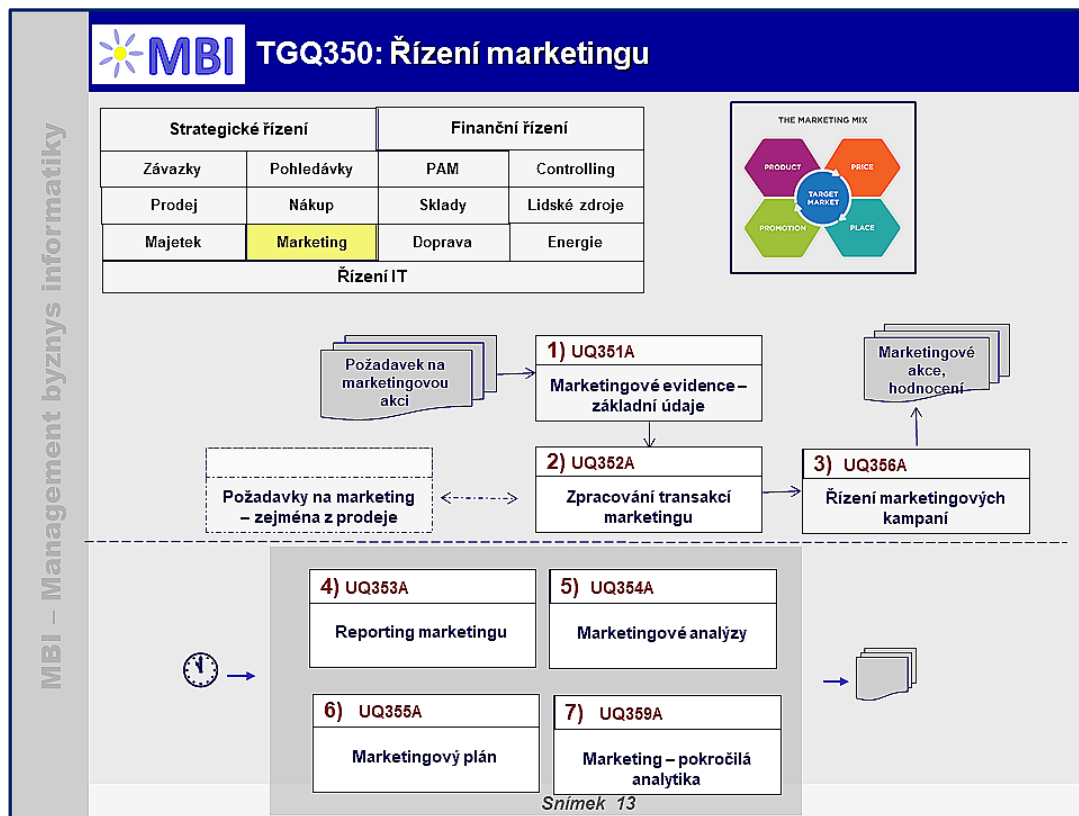 MBI
TGQ350: Řízení marketingu
MBI – Management byznys informatiky
Strategické řízení
Finanční řízení
Závazky
Pohledávky
PAM
Controlling
Prodej
Nákup
Sklady
Lidské zdroje
Majetek
Marketing
Doprava
Energie
Řízení IT
THE MARKETING MIX
PRODUCT
PRICE
TARGET
MARKET
PROMOTION
PLACE
Požadavek na
marketingovou
akci
1) UQ351A
Marketingové evidence –
základní údaje
Marketingové
akce,
hodnocení
Požadavky na marketing
– zejména z prodeje
2) UQ352A
Zpracování transakcí
marketingu
3) UQ356A
Řízení marketingových
kampaní
4) UQ353A
Reporting marketingu
5) UQ354A
Marketingové analýzy
6) UQ355A
Marketingový plán
7) UQ359A
Marketing – pokročilá
analytika
Snímek 13